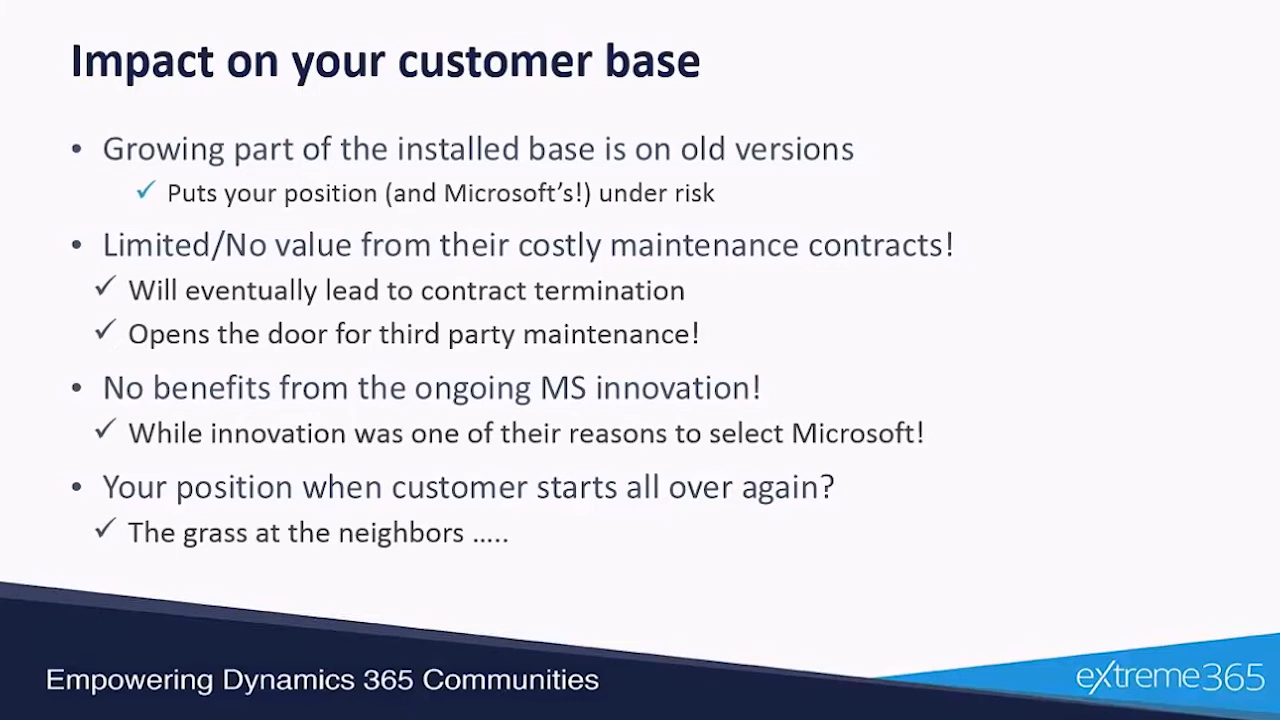 Impact on your customer base
• Growing part of the installed base is on old versions
✓ Puts your position (and Microsoft's!) under risk
• Limited/No value from their costly maintenance contracts!
✓ Will eventually lead to contract termination
✓ Opens the door for third party maintenance!
• No benefits from the ongoing MS innovation!
✓ While innovation was one of their reasons to select Microsoft!
• Your position when customer starts all over again?
✓ The grass at the neighbors .....
Empowering Dynamics 365 Communities
eXtreme365